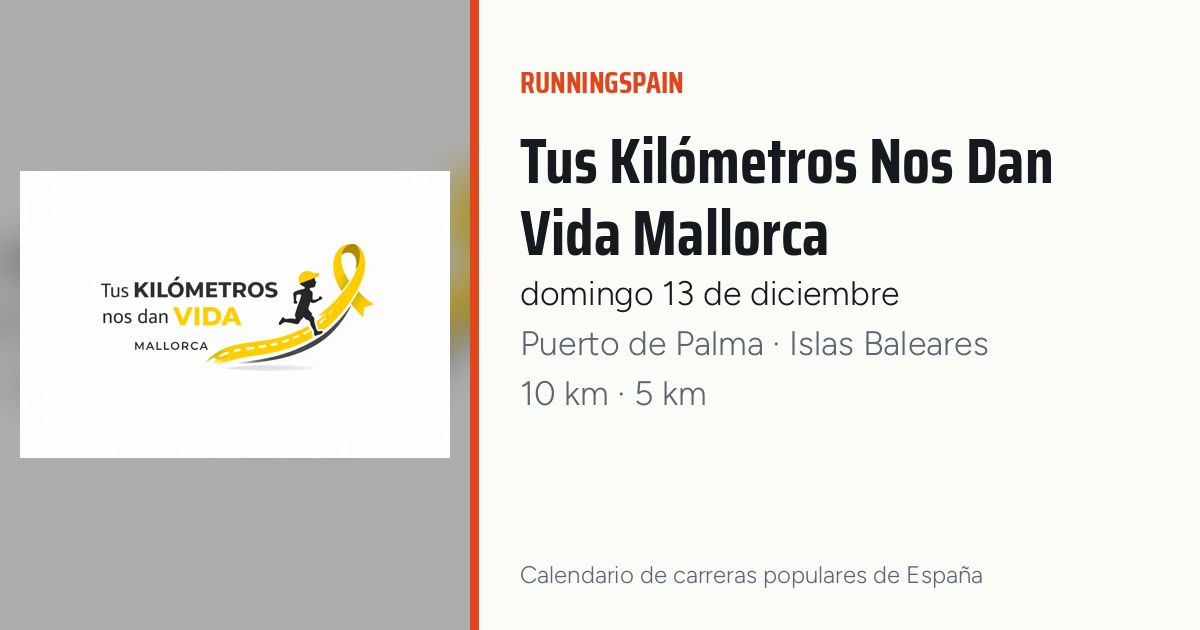 Tus KILÓMETROS
nos dan VIDA
MALLORCA
RUNNINGSPAIN
Tus Kilómetros Nos Dan
Vida Mallorca
domingo 13 de diciembre
Puerto de Palma · Islas Baleares
10 km · 5 km
Calendario de carreras populares de España